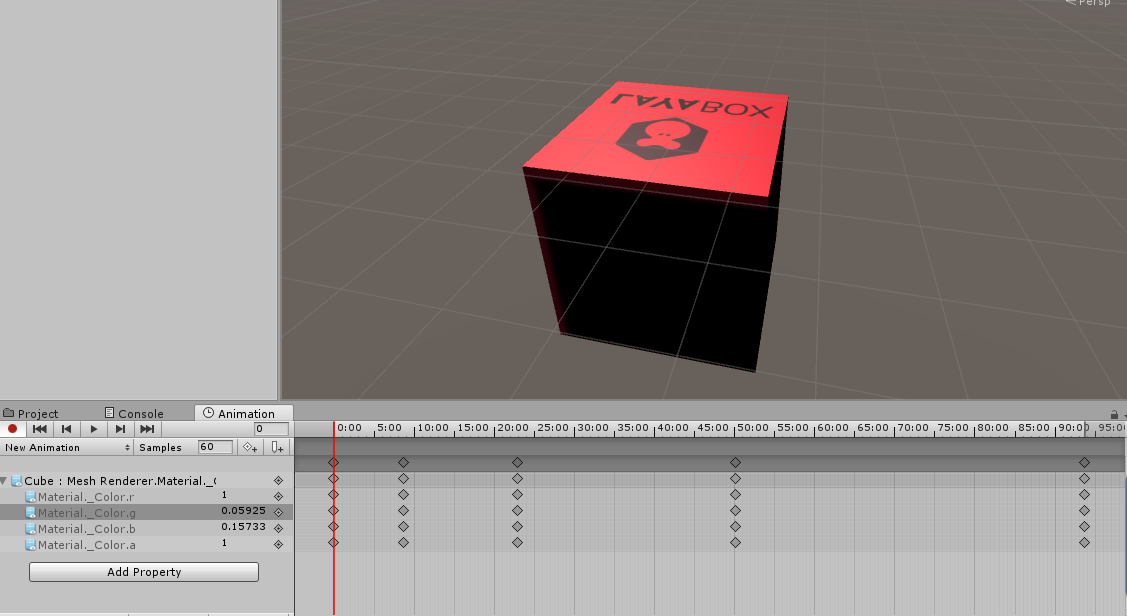 Persp
LAYABOX
Project Console Animation
0
0:00 5:00 10:00 15:00 20:00 25:00 30:00 35:00 40:00 45:00 50:00 55:00 60:00 65:00 70:00 75:00 80:00 85:00 90:00 95:00
New Animation Samples 60
Cube : Mesh Renderer.Material._C
Material._Color.r 1
Material._Color.g 0.05925
Material._Color.b 0.15733
Material._Color.a 1
Add Property